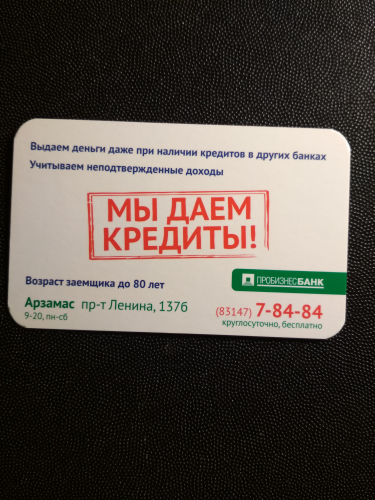 Выдаем деньги даже при наличии кредитов в других банках
Учитываем неподтвержденные доходы
МЫ ДАЕМ
КРЕДИТЫ!
ПРОБИЗНЕСБАНК
Возраст заемщика до 80 лет
Арзамас пр-т Ленина, 137б
9-20, пн-сб
(83147) 7-84-84
круглосуточно, бесплатно